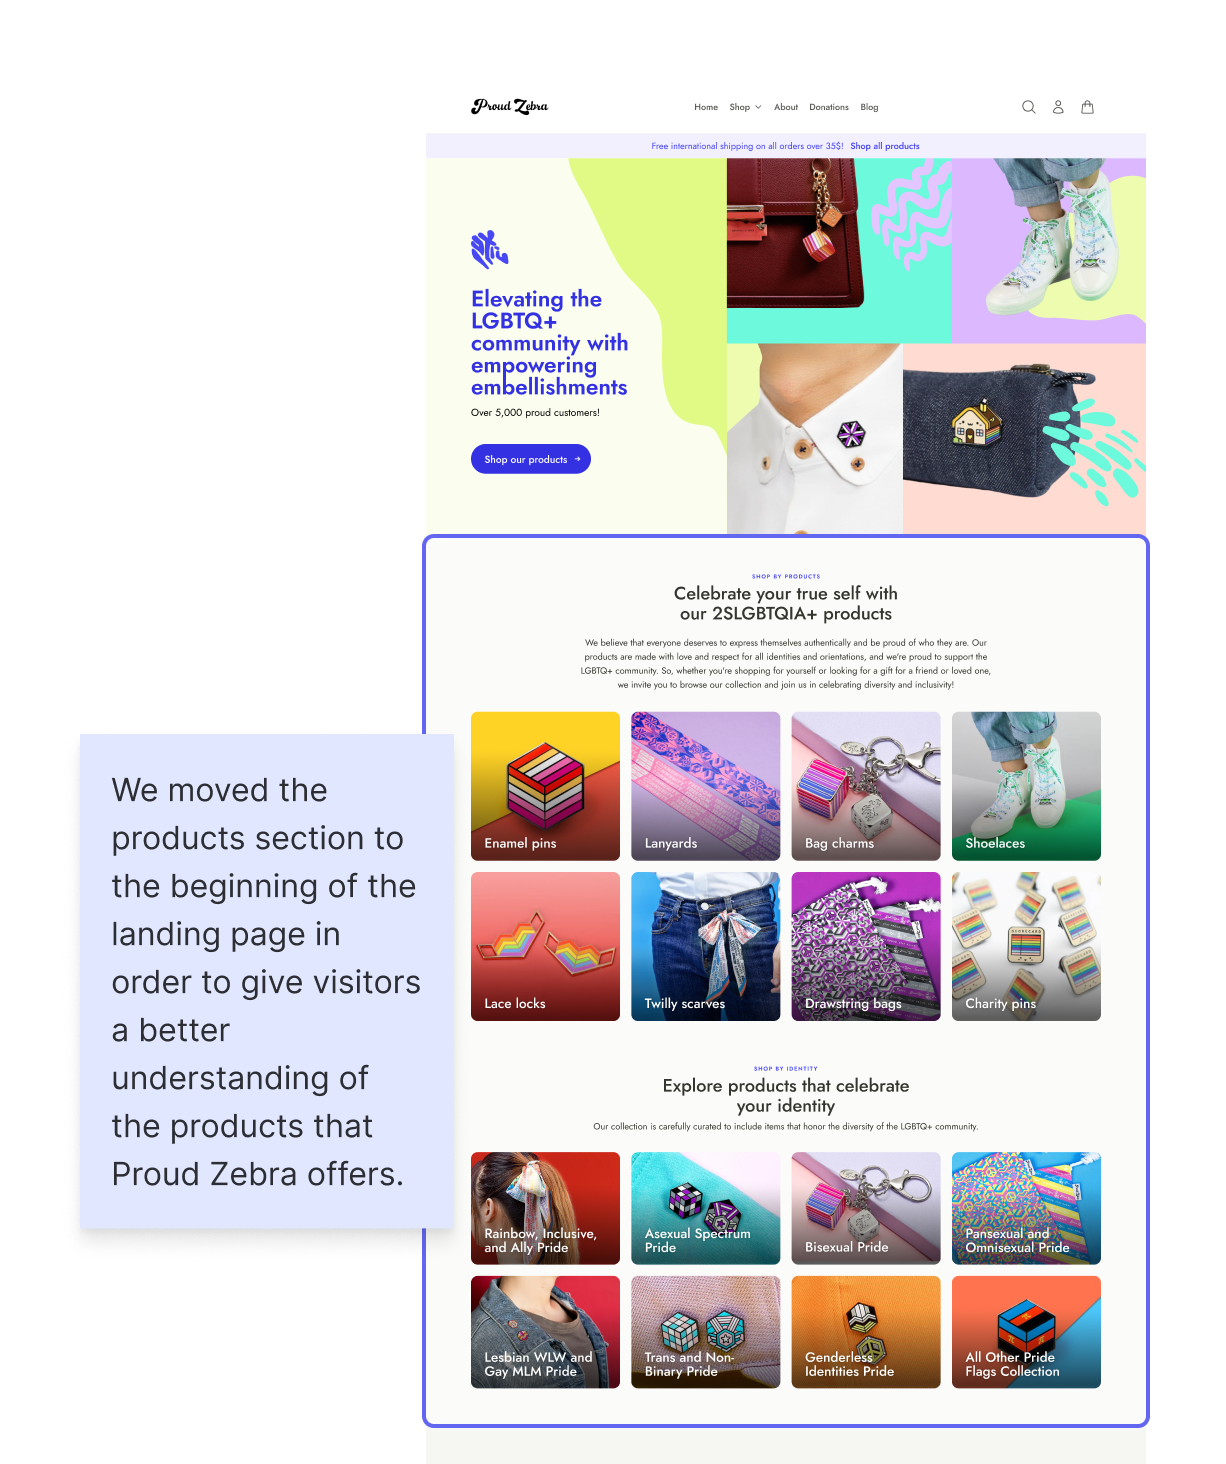 Proud Zebra
Home Shop About Donations Blog
Free international shipping on all orders over 35$! Shop all products
Elevating the
LGBTQ+
community with
empowering
embellishments
Over 5,000 proud customers!
Shop our products →
SHOP BY PRODUCTS
Celebrate your true self with
our 2SLGBTQIA+ products
We believe that everyone deserves to express themselves authentically and be proud of who they are. Our
products are made with love and respect for all identities and orientations, and we're proud to support the
LGBTQ+ community. So, whether you're shopping for yourself or looking for a gift for a friend or loved one,
we invite you to browse our collection and join us in celebrating diversity and inclusivity!
Enamel pins
Lanyards
Bag charms
Shoelaces
Lace locks
Twilly scarves
Drawstring bags
SCORECARD
Charity pins
We moved the
products section to
the beginning of the
landing page in
order to give visitors
a better
understanding of
the products that
Proud Zebra offers.
SHOP BY IDENTITY
Explore products that celebrate
your identity
Our collection is carefully curated to include items that honor the diversity of the LGBTQ+ community.
Rainbow, Inclusive,
and Ally Pride
Asexual Spectrum
Pride
Bisexual Pride
Pansexual and
Omnisexual Pride
Lesbian WLW and
Gay MLM Pride
Trans and Non-
Binary Pride
Genderless
Identities Pride
All Other Pride
Flags Collection